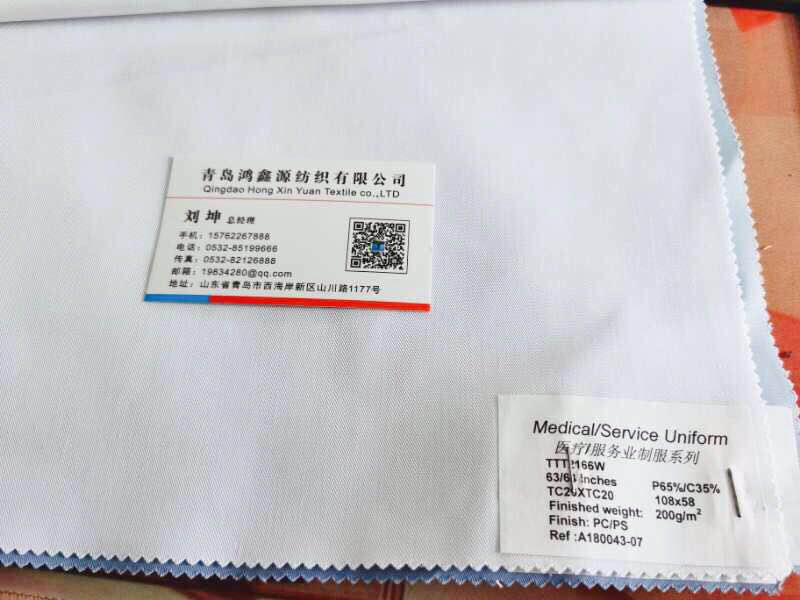 青岛鸿鑫源纺织有限公司
Qingdao Hong Xin Yuan Textile co.,LTD
刘 坤 总经理
手机：15762267888
电话：0532-85199666
传真：0532-82126888
邮箱：19834280@qq.com
地址：山东省青岛市西海岸新区山川路1177号
Medical/Service Uniform
医疗/服务业制服系列
63/64 Inches P65%/C35%
TC20XTC20 108x58
Finished weight: 200g/m²
Finish: PC/PS
Ref :A180043-07